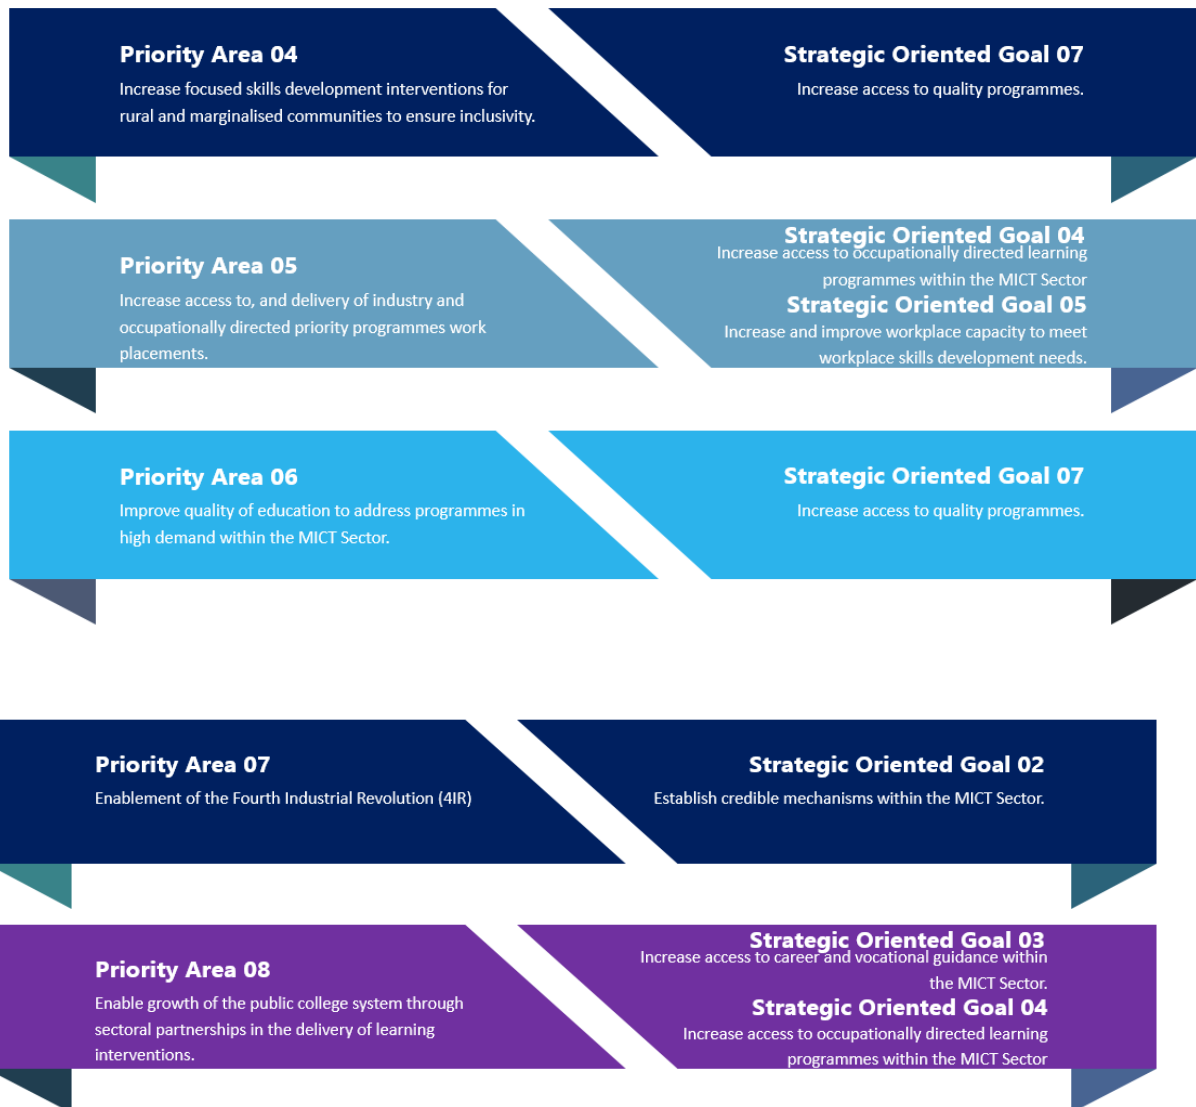 Priority Area 04
Increase focused skills development interventions for
rural and marginalised communities to ensure inclusivity.
Strategic Oriented Goal 07
Increase access to quality programmes.
Priority Area 05
Increase access to, and delivery of industry and
occupationally directed priority programmes work
placements.
Strategic Oriented Goal 04
Increase access to occupationally directed learning
programmes within the MICT Sector
Strategic Oriented Goal 05
Increase and improve workplace capacity to meet
workplace skills development needs.
Priority Area 06
Improve quality of education to address programmes in
high demand within the MICT Sector.
Strategic Oriented Goal 07
Increase access to quality programmes.
Priority Area 07
Enablement of the Fourth Industrial Revolution (4IR)
Strategic Oriented Goal 02
Establish credible mechanisms within the MICT Sector.
Priority Area 08
Enable growth of the public college system through
sectoral partnerships in the delivery of learning
interventions.
Strategic Oriented Goal 03
Increase access to career and vocational guidance within
the MICT Sector.
Strategic Oriented Goal 04
Increase access to occupationally directed learning
programmes within the MICT Sector